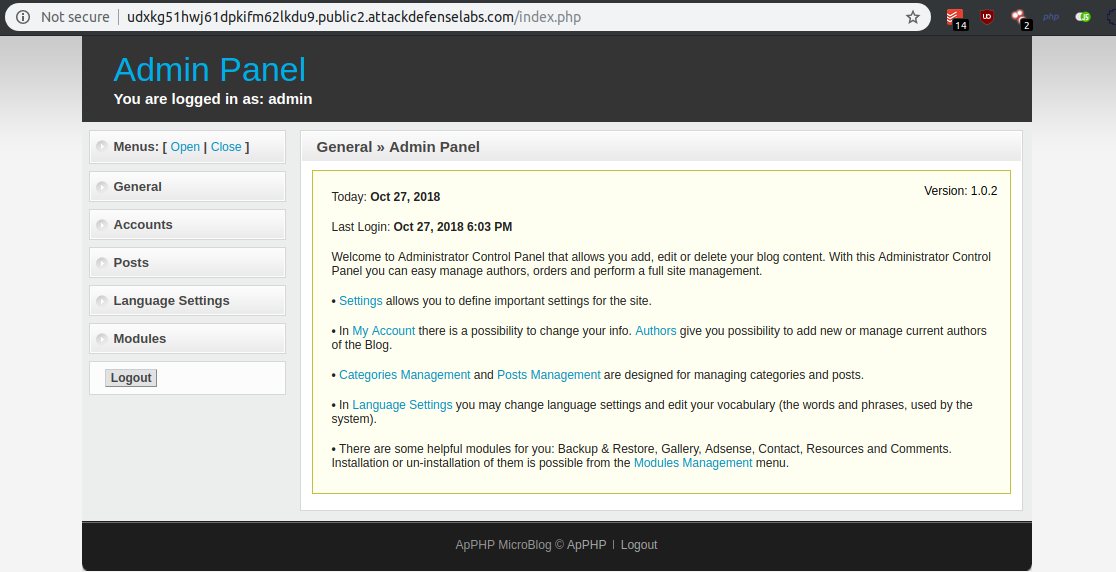 Not secure | udxkg51hwj61dpkifm62lkdu9.public2.attackdefenselabs.com/index.php
14
UD
2
php
JS
Admin Panel
You are logged in as: admin
Menus: [ Open | Close ]
General
Accounts
Posts
Language Settings
Modules
Logout
General » Admin Panel
Today: Oct 27, 2018
Version: 1.0.2
Last Login: Oct 27, 2018 6:03 PM
Welcome to Administrator Control Panel that allows you add, edit or delete your blog content. With this Administrator Control
Panel you can easy manage authors, orders and perform a full site management.
• Settings allows you to define important settings for the site.
• In My Account there is a possibility to change your info. Authors give you possibility to add new or manage current authors
of the Blog.
• Categories Management and Posts Management are designed for managing categories and posts.
• In Language Settings you may change language settings and edit your vocabulary (the words and phrases, used by the
system).
• There are some helpful modules for you: Backup & Restore, Gallery, Adsense, Contact, Resources and Comments.
Installation or un-installation of them is possible from the Modules Management menu.
ApPHP MicroBlog © ApPHP | Logout